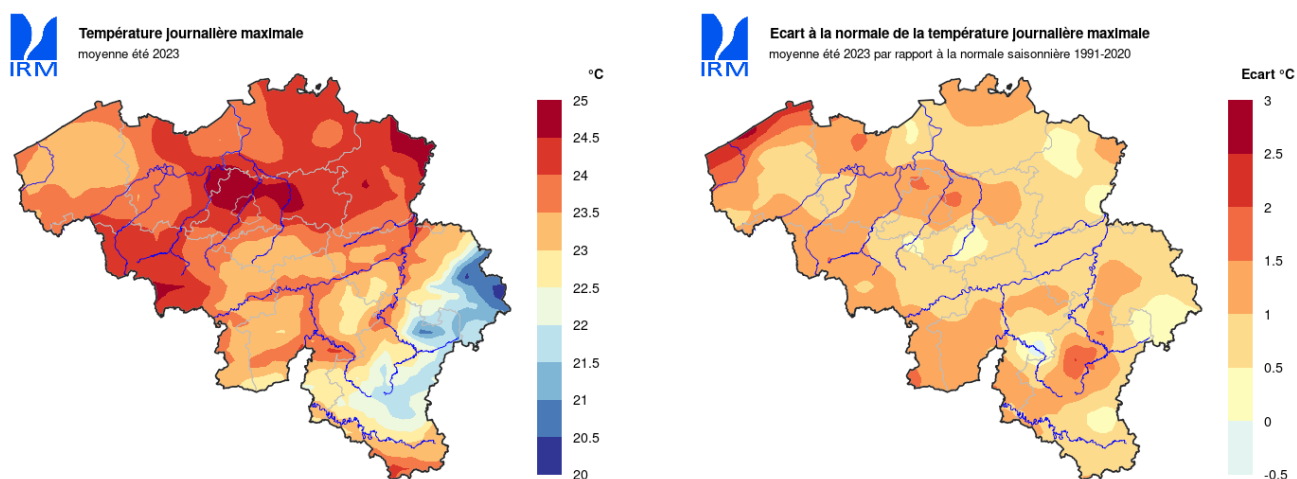 Température journalière maximale
moyenne été 2023
IRM
°C
25
24.5
24
23.5
23
22.5
22
21.5
21
20.5
20
Ecart à la normale de la température journalière maximale
moyenne été 2023 par rapport à la normale saisonnière 1991-2020
IRM
Ecart °C
3
2.5
2
1.5
1
0.5
0
-0.5